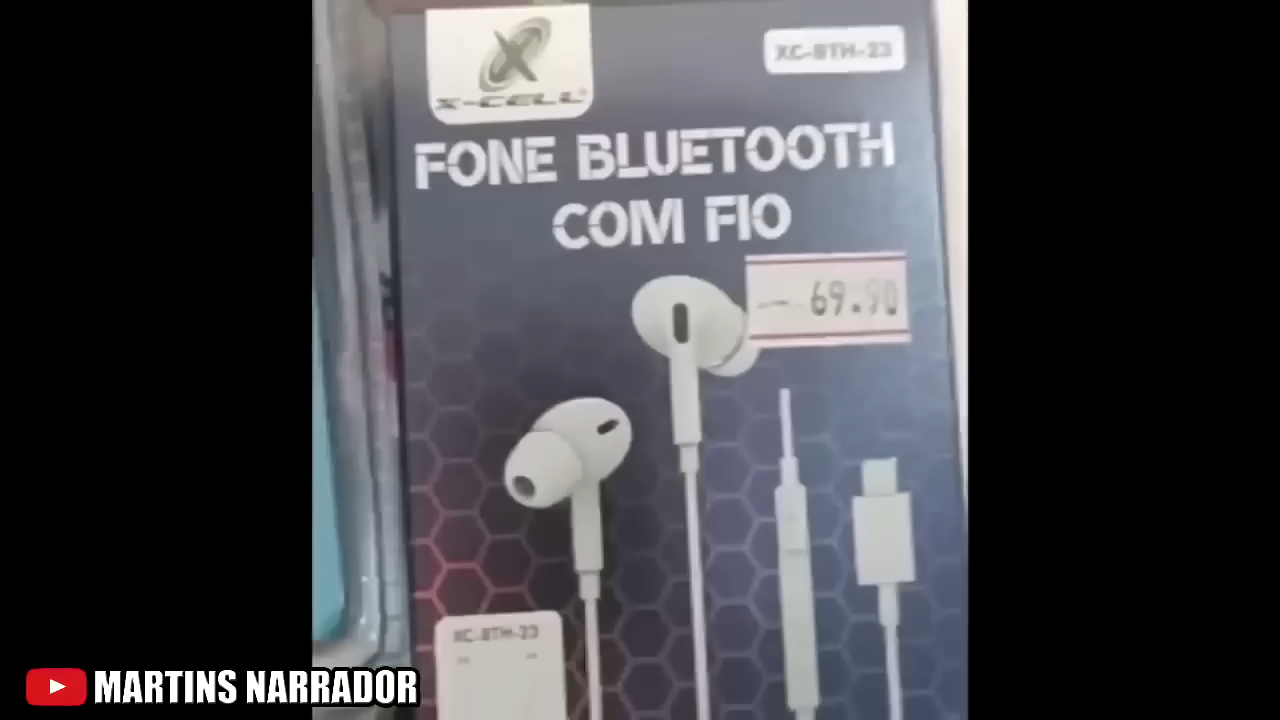 X-CELL
XC-BTH-23
FONE BLUETOOTH
COM FIO
69.90
XC-BTH-23
MARTINS NARRADOR